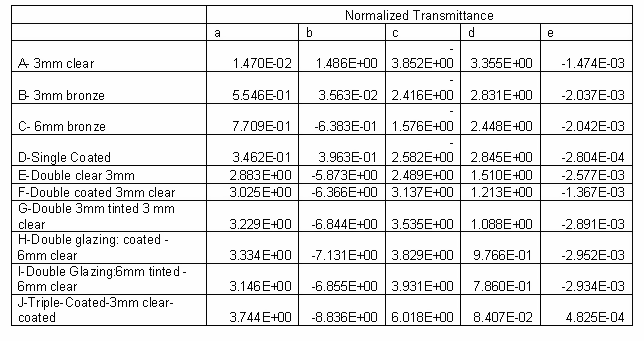 Normalized Transmittance
a b c d e
A- 3mm clear 1.470E-02 1.486E+00 -3.852E+00 3.355E+00 -1.474E-03
B- 3mm bronze 5.546E-01 3.563E-02 -2.416E+00 2.831E+00 -2.037E-03
C- 6mm bronze 7.709E-01 -6.383E-01 -1.576E+00 2.448E+00 -2.042E-03
D-Single Coated 3.462E-01 3.963E-01 -2.582E+00 2.845E+00 -2.804E-04
E-Double clear 3mm 2.883E+00 -5.873E+00 2.489E+00 1.510E+00 -2.577E-03
F-Double coated 3mm clear 3.025E+00 -6.366E+00 3.137E+00 1.213E+00 -1.367E-03
G-Double 3mm tinted 3 mm
clear 3.229E+00 -6.844E+00 3.535E+00 1.088E+00 -2.891E-03
H-Double glazing: coated -
6mm clear 3.334E+00 -7.131E+00 3.829E+00 9.766E-01 -2.952E-03
I-Double Glazing:6mm tinted -
6mm clear 3.146E+00 -6.855E+00 3.931E+00 7.860E-01 -2.934E-03
J-Triple-Coated-3mm clear-
coated 3.744E+00 -8.836E+00 6.018E+00 8.407E-02 4.825E-04